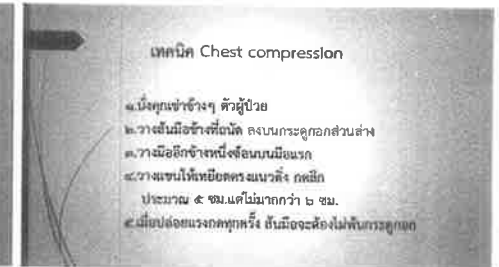 เทคนิค Chest compression
๑.นั่งคุกเข่าข้างๆ ตัวผู้ป่วย
๒.วางส้นมือข้างที่ถนัด ลงบนกระดูกอกส่วนล่าง
๓.วางมืออีกข้างหนึ่งซ้อนบนมือแรก
๔.วางแขนให้เหยียดตรงแนวดิ่ง กดลึก
ประมาณ ๕ ซม.แต่ไม่มากกว่า ๖ ซม.
๕.เมื่อปล่อยแรงกดทุกครั้ง ส้นมือจะต้องไม่พ้นกระดูกอก